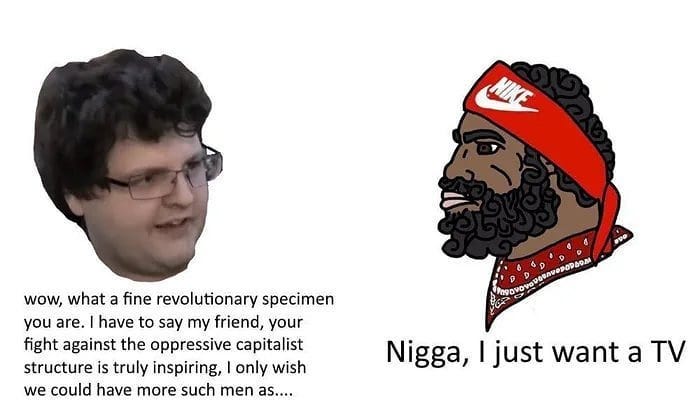 NIKE
wow, what a fine revolutionary specimen
you are. I have to say my friend, your
fight against the oppressive capitalist
structure is truly inspiring, I only wish
we could have more such men as....
Nigga, I just want a TV